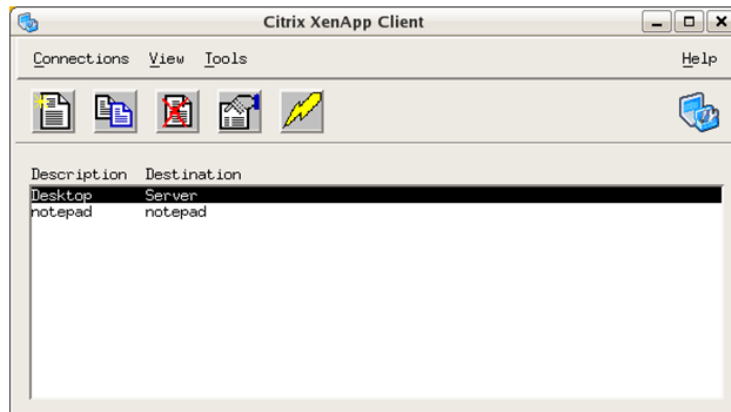 Citrix XenApp Client
Connections View Tools Help
Description Destination
Desktop Server
notepad notepad